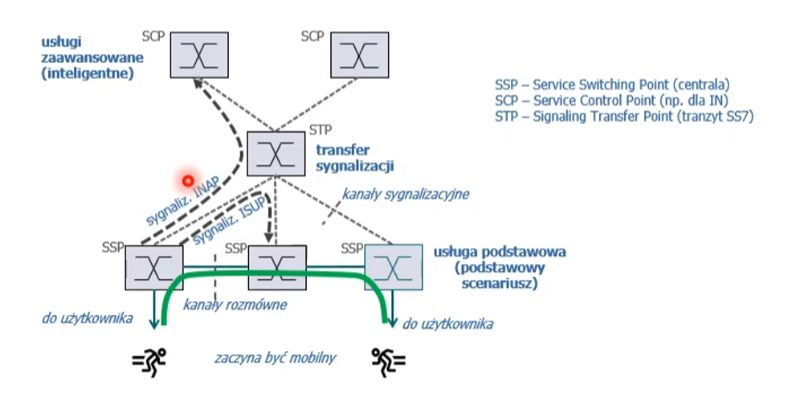 SCP
SCP
usługi
zaawansowane
(inteligentne)
SSP – Service Switching Point (centrala)
SCP – Service Control Point (np. dla IN)
STP – Signaling Transfer Point (tranzyt SS7)
STP
transfer
sygnalizacji
sygnaliz. INAP
sygnaliz. ISUP
kanały sygnalizacyjne
SSP
SSP
SSP
usługa podstawowa
(podstawowy
scenariusz)
kanały rozmówne
do użytkownika
do użytkownika
zaczyna być mobilny